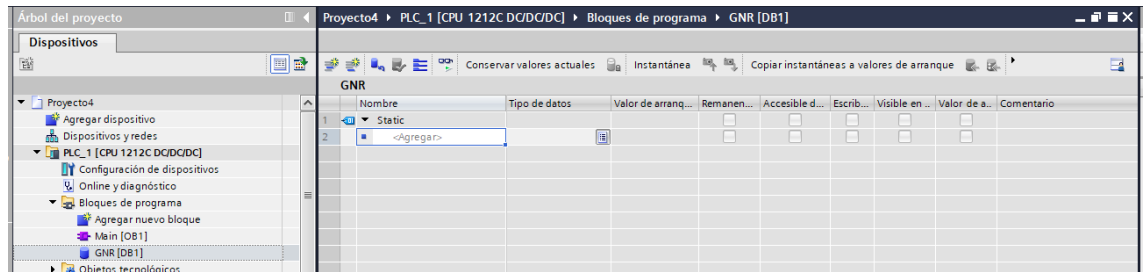 Árbol del proyecto
Dispositivos
Proyecto4
Agregar dispositivo
Dispositivos y redes
PLC_1 [CPU 1212C DC/DC/DC]
Configuración de dispositivos
Online y diagnóstico
Bloques de programa
Agregar nuevo bloque
Main [OB1]
GNR [DB1]
Objetos tecnológicos
Proyecto4 ▸ PLC_1 [CPU 1212C DC/DC/DC] ▸ Bloques de programa ▸ GNR [DB1]
Conservar valores actuales Instantánea Copiar instantáneas a valores de arranque
GNR
Nombre Tipo de datos Valor de arranq... Remanen... Accesible d... Escrib... Visible en .. Valor de a.. Comentario
1 Static
2 <Agregar>